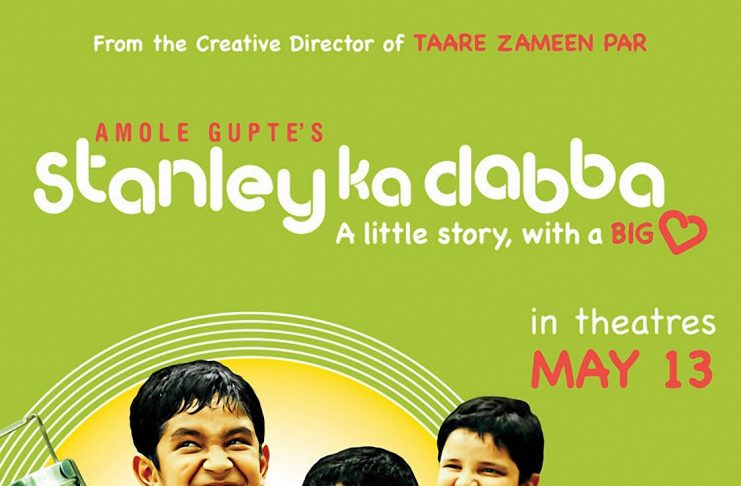 From the Creative Director of TAARE ZAMEEN PAR
AMOLE GUPTE'S
stanley ka dabba
A little story, with a BIG
in theatres
MAY 13